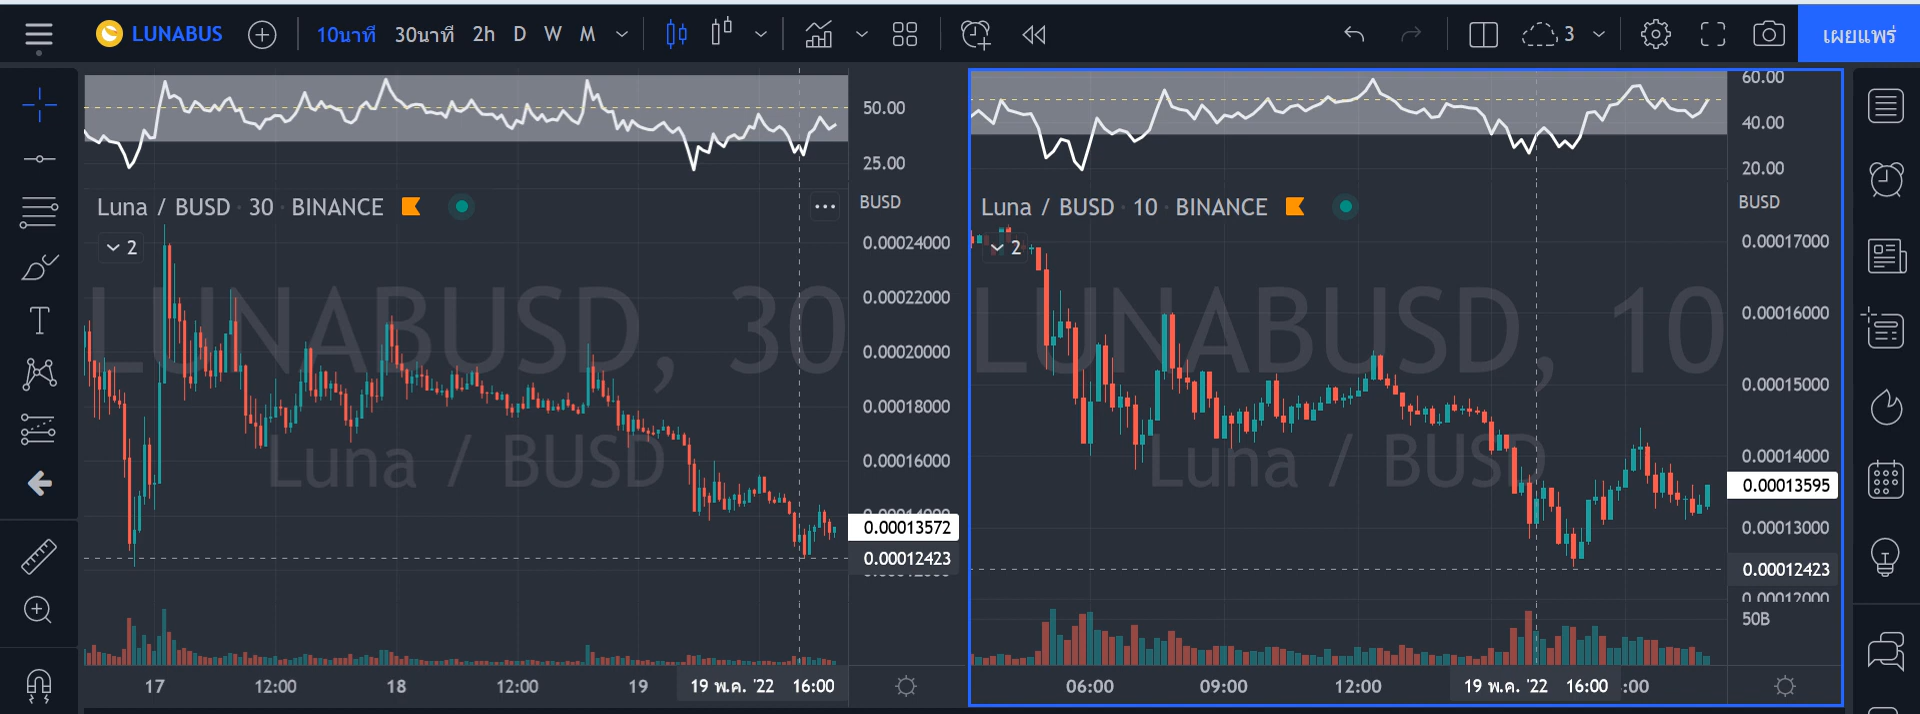 LUNABUS 10นาที 30นาที 2h D W M 3 เผยแพร่
50.00
25.00
Luna / BUSD · 30 · BINANCE
BUSD
2
0.00024000
0.00022000
0.00020000
0.00018000
0.00016000
0.00014000
0.00013572
0.00012423
LUNABUSD, 30
Luna / BUSD
17 12:00 18 12:00 19 19 พ.ค. '22 16:00
60.00
40.00
20.00
Luna / BUSD · 10 · BINANCE
BUSD
2
0.00017000
0.00016000
0.00015000
0.00014000
0.00013595
0.00013000
0.00012423
0.00012000
50B
LUNABUSD, 10
Luna / BUSD
06:00 09:00 12:00 19 พ.ค. '22 16:00 :00